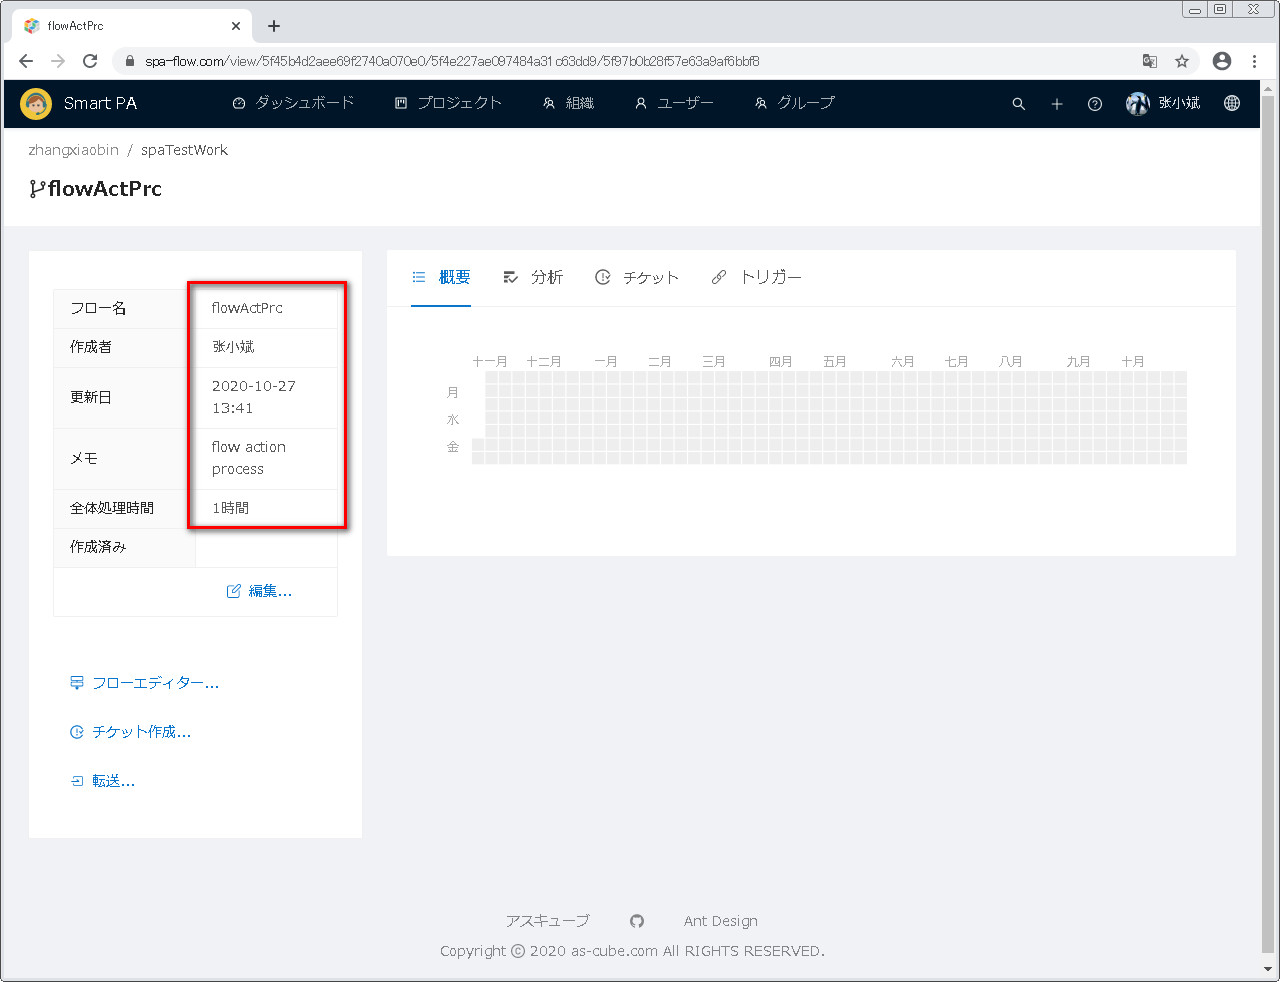 flowActPrc
spa-flow.com/view/5f45b4d2aee69f2740a070e0/5f4e227ae097484a31c63dd9/5f97b0b28f57e63a9af6bbf8
Smart PA ダッシュボード プロジェクト 組織 ユーザー グループ 张小斌
zhangxiaobin / spaTestWork
flowActPrc
フロー名 flowActPrc
作成者 张小斌
更新日 2020-10-27 13:41
メモ flow action process
全体処理時間 1時間
作成済み
編集...
フローエディター...
チケット作成...
転送...
概要 分析 チケット トリガー
十一月 十二月 一月 二月 三月 四月 五月 六月 七月 八月 九月 十月
月
水
金
アスキューブ Ant Design
Copyright © 2020 as-cube.com All RIGHTS RESERVED.